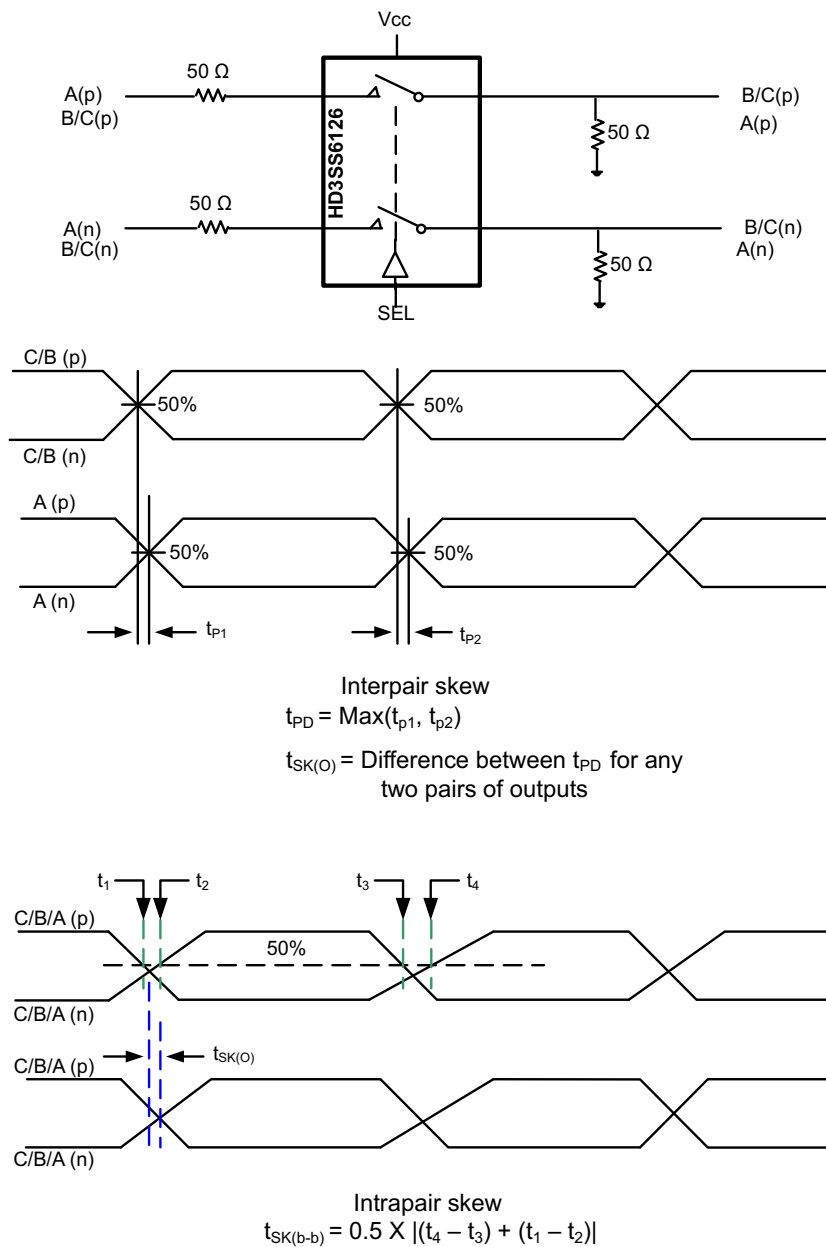 Vcc
50 Ω
A(p)
B/C(p)
B/C(p)
A(p)
50 Ω
HD3SS6126
50 Ω
A(n)
B/C(n)
B/C(n)
A(n)
50 Ω
SEL
C/B (p)
50%
50%
C/B (n)
A (p)
50%
50%
A (n)
tP1
tP2
Interpair skew
tPD = Max(tp1, tp2)
tSK(O) = Difference between tPD for any
two pairs of outputs
t1
t2
t3
t4
C/B/A (p)
50%
C/B/A (n)
tSK(O)
C/B/A (p)
C/B/A (n)
Intrapair skew
tSK(b-b) = 0.5 X |(t4 – t3) + (t1 – t2)|